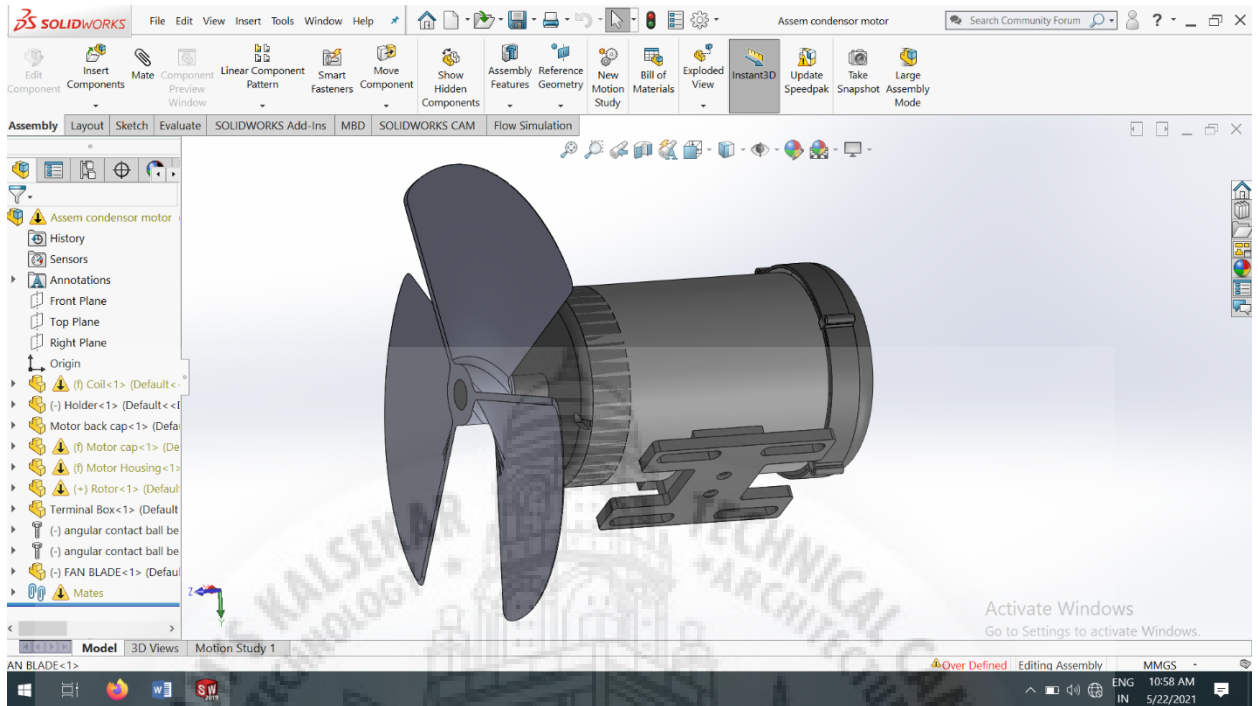 SOLIDWORKS File Edit View Insert Tools Window Help Assem condensor motor Search Community Forum ?
Edit Component Insert Components Mate Component Preview Window Linear Component Pattern Smart Fasteners Move Component Show Hidden Components Assembly Features Reference Geometry New Motion Study Bill of Materials Exploded View Instant3D Update Speedpak Take Snapshot Large Assembly Mode
Assembly Layout Sketch Evaluate SOLIDWORKS Add-Ins MBD SOLIDWORKS CAM Flow Simulation
Assem condensor motor
History
Sensors
Annotations
Front Plane
Top Plane
Right Plane
Origin
(f) Coil<1> (Default<
(-) Holder<1> (Default<<
Motor back cap<1> (Defa
(f) Motor cap<1> (De
(f) Motor Housing<1>
(+) Rotor<1> (Default
Terminal Box<1> (Default
(-) angular contact ball be
(-) angular contact ball be
(-) FAN BLADE<1> (Defaul
Mates
Z
Y
KALSEKAR TECHNICAL CA
Activate Windows
Go to Settings to activate Windows.
Model 3D Views Motion Study 1
AN BLADE<1> Over Defined Editing Assembly MMGS
ENG 10:58 AM
IN 5/22/2021